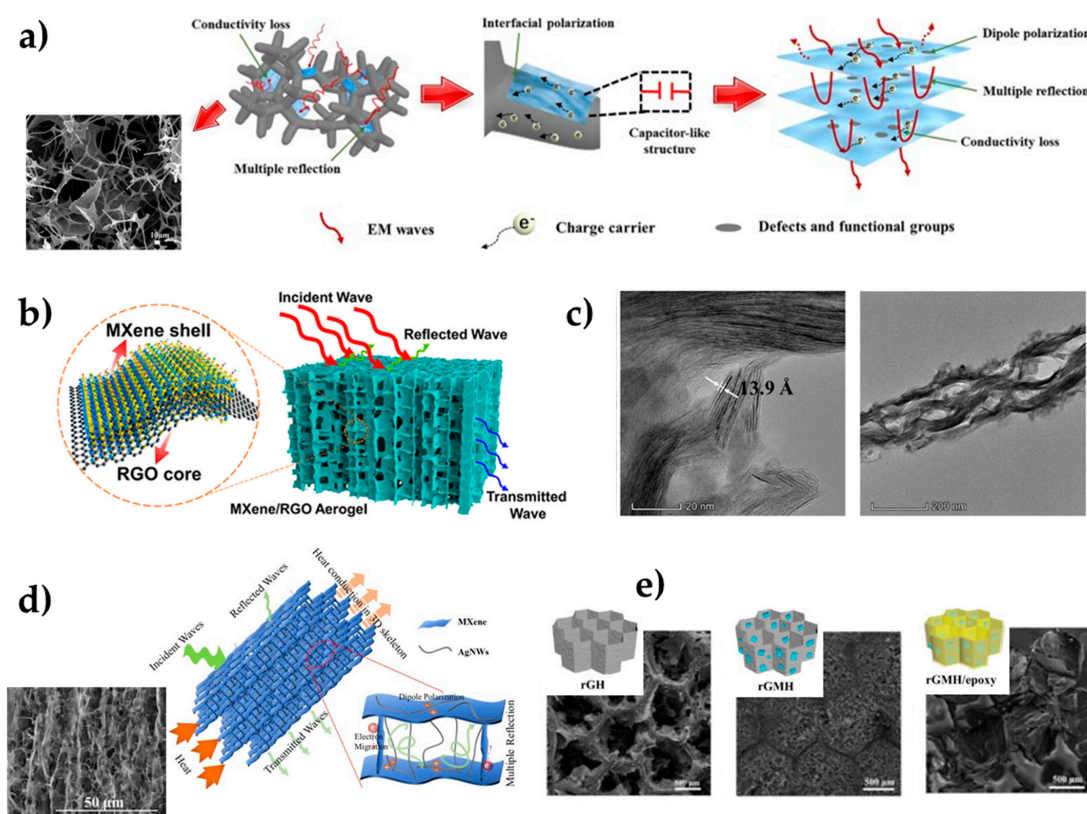 a)
Conductivity loss
Multiple reflection
10μm
Interfacial polarization
e-
e-
e-
e-
e-
e-
e-
Capacitor-like
structure
Dipole polarization
Multiple reflection
Conductivity loss
EM waves
e-
Charge carrier
Defects and functional groups
b)
MXene shell
RGO core
Incident Wave
Reflected Wave
MXene/RGO Aerogel
Transmitted
Wave
c)
13.9 Å
20 nm
200 nm
d)
50 μm
Incident Waves
Reflected Waves
Heat conduction in 3D skeleton
Heat
Transmitted Waves
MXene
AgNWs
Dipole Polarization
Electron
Migration
Multiple Reflection
e)
rGH
500 μm
rGMH
500 μm
rGMH/epoxy
500 μm